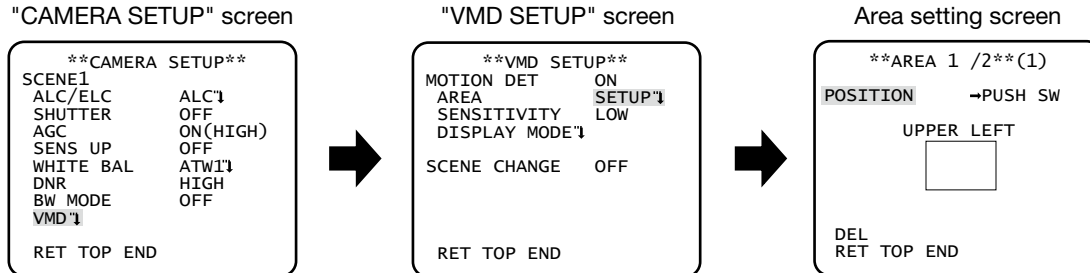 "CAMERA SETUP" screen
**CAMERA SETUP**
SCENE1
ALC/ELC ALC
SHUTTER OFF
AGC ON(HIGH)
SENS UP OFF
WHITE BAL ATW1
DNR HIGH
BW MODE OFF
VMD
RET TOP END
"VMD SETUP" screen
**VMD SETUP**
MOTION DET ON
AREA SETUP
SENSITIVITY LOW
DISPLAY MODE
SCENE CHANGE OFF
RET TOP END
Area setting screen
**AREA 1 /2**(1)
POSITION →PUSH SW
UPPER LEFT
DEL
RET TOP END